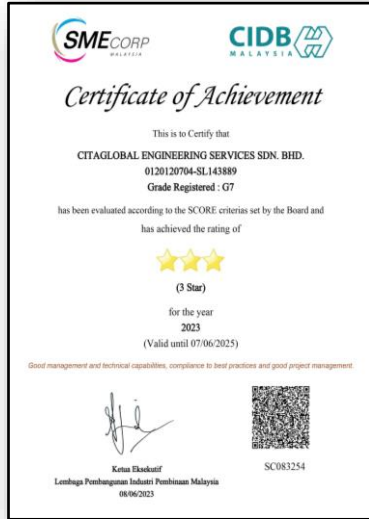 SMECORP
MALAYSIA
CIDB
MALAYSIA
Certificate of Achievement
This is to Certify that
CITAGLOBAL ENGINEERING SERVICES SDN. BHD.
0120120704-SL143889
Grade Registered : G7
has been evaluated according to the SCORE criterias set by the Board and
has achieved the rating of
(3 Star)
for the year
2023
(Valid until 07/06/2025)
Good management and technical capabilities, compliance to best practices and good project management.
Ketua Eksekutif
Lembaga Pembangunan Industri Pembinaan Malaysia
08/06/2023
SC083254